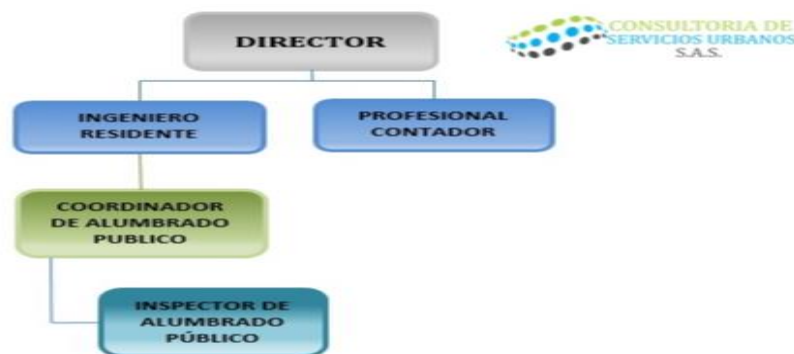 DIRECTOR
CONSULTORIA DE
SERVICIOS URBANOS
S.A.S.
INGENIERO
RESIDENTE
PROFESIONAL
CONTADOR
COORDINADOR
DE ALUMBRADO
PUBLICO
INSPECTOR DE
ALUMBRADO
PÚBLICO